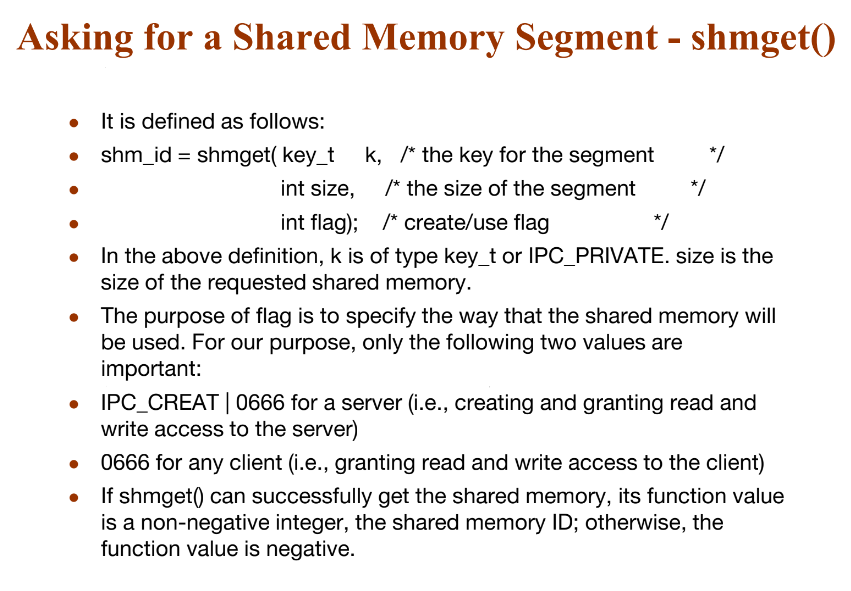 Asking for a Shared Memory Segment - shmget()
• It is defined as follows:
• shm_id = shmget( key_t k, /* the key for the segment */
• int size, /* the size of the segment */
• int flag); /* create/use flag */
• In the above definition, k is of type key_t or IPC_PRIVATE. size is the
size of the requested shared memory.
• The purpose of flag is to specify the way that the shared memory will
be used. For our purpose, only the following two values are
important:
• IPC_CREAT | 0666 for a server (i.e., creating and granting read and
write access to the server)
• 0666 for any client (i.e., granting read and write access to the client)
• If shmget() can successfully get the shared memory, its function value
is a non-negative integer, the shared memory ID; otherwise, the
function value is negative.